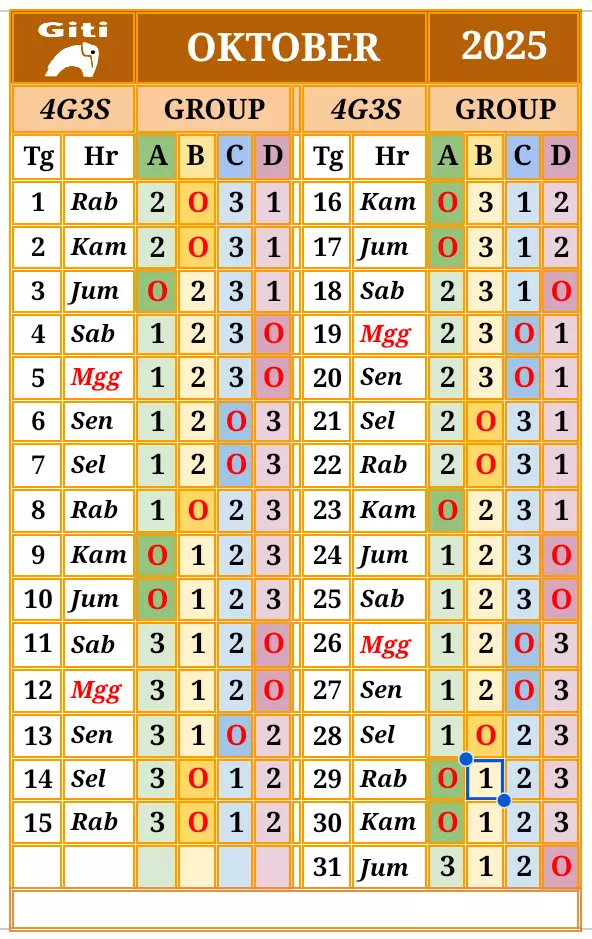 Giti OKTOBER 2025
4G3S GROUP 4G3S GROUP
Tg Hr A B C D Tg Hr A B C D
1 Rab 2 O 3 1 16 Kam O 3 1 2
2 Kam 2 O 3 1 17 Jum O 3 1 2
3 Jum O 2 3 1 18 Sab 2 3 1 O
4 Sab 1 2 3 O 19 Mgg 2 3 O 1
5 Mgg 1 2 3 O 20 Sen 2 3 O 1
6 Sen 1 2 O 3 21 Sel 2 O 3 1
7 Sel 1 2 O 3 22 Rab 2 O 3 1
8 Rab 1 O 2 3 23 Kam O 2 3 1
9 Kam O 1 2 3 24 Jum 1 2 3 O
10 Jum O 1 2 3 25 Sab 1 2 3 O
11 Sab 3 1 2 O 26 Mgg 1 2 O 3
12 Mgg 3 1 2 O 27 Sen 1 2 O 3
13 Sen 3 1 O 2 28 Sel 1 O 2 3
14 Sel 3 O 1 2 29 Rab O 1 2 3
15 Rab 3 O 1 2 30 Kam O 1 2 3
31 Jum 3 1 2 O